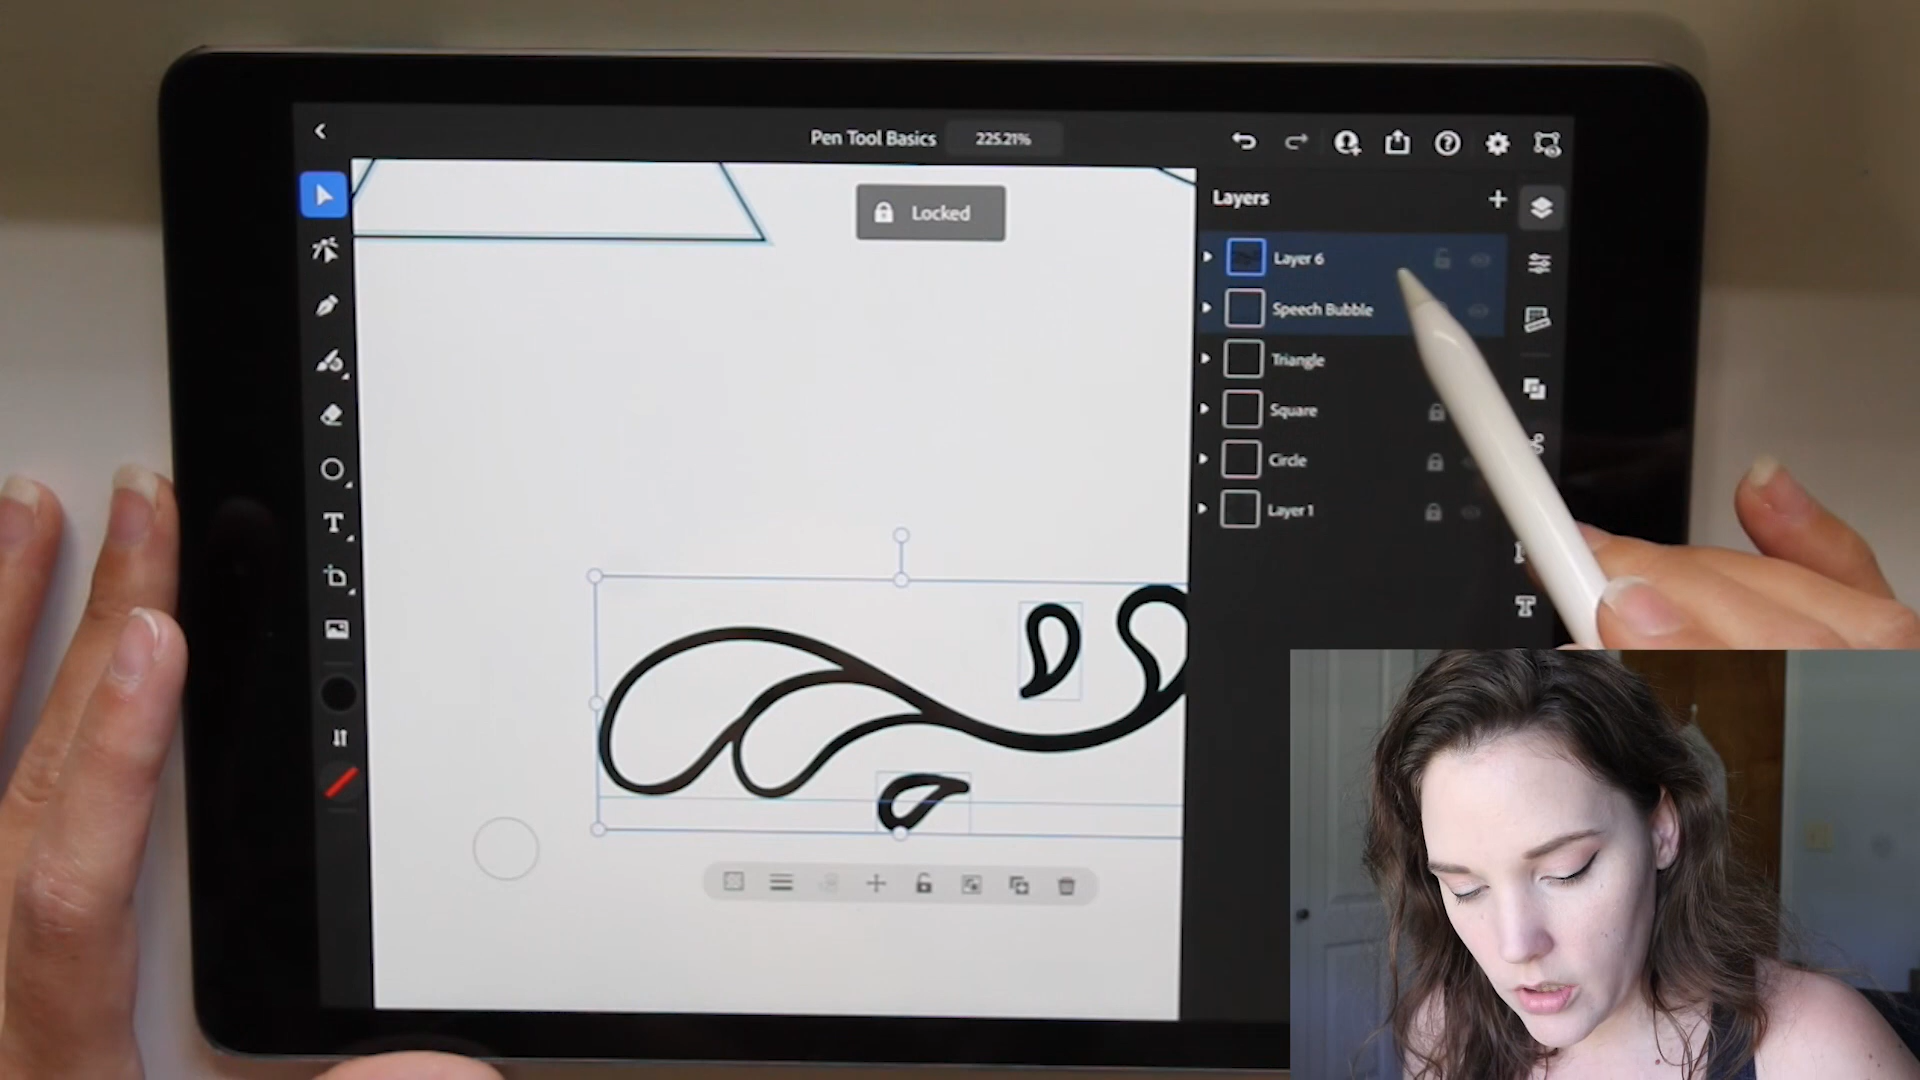 Pen Tool Basics 225.21%
Locked
Layers
Layer 6
Speech Bubble
Triangle
Square
Circle
Layer 1